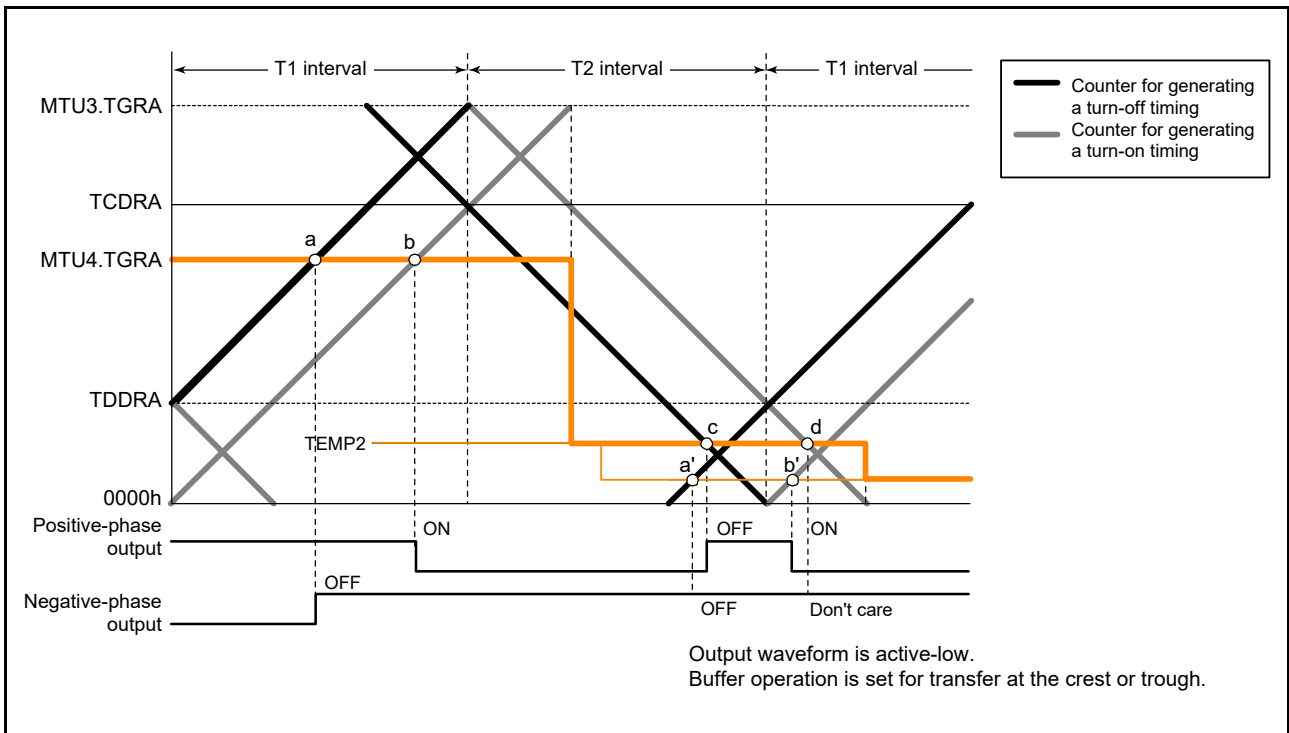 T1 interval
T2 interval
T1 interval
Counter for generating
a turn-off timing
Counter for generating
a turn-on timing
MTU3.TGRA
TCDRA
a
b
MTU4.TGRA
TDDRA
TEMP2
c
d
a'
b'
0000h
Positive-phase
output
ON
OFF
ON
OFF
Negative-phase
output
OFF
Don't care
Output waveform is active-low.
Buffer operation is set for transfer at the crest or trough.